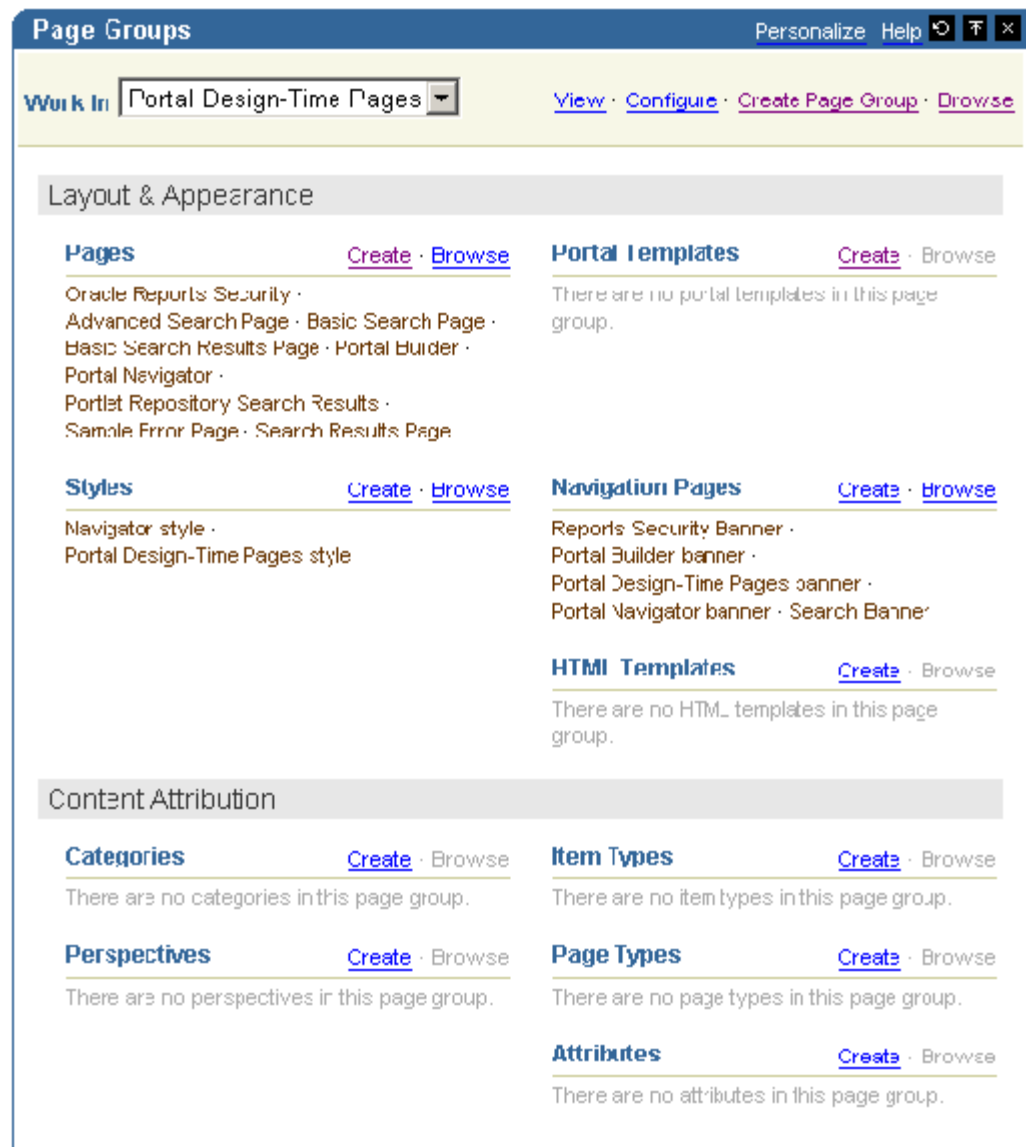 Page Groups
Personalize Help
Work In Portal Design-Time Pages
View · Configure · Create Page Group · Browse
Layout & Appearance
Pages Create · Browse
Oracle Reports Security ·
Advanced Search Page · Basic Search Page ·
Basic Search Results Page · Portal Builder ·
Portal Navigator ·
Portlet Repository Search Results ·
Sample Error Page · Search Results Page
Portal Templates Create · Browse
There are no portal templates in this page
group.
Styles Create · Browse
Navigator style ·
Portal Design-Time Pages style
Navigation Pages Create · Browse
Reports Security Banner ·
Portal Builder banner ·
Portal Design-Time Pages banner ·
Portal Navigator banner · Search Banner
HTML Templates Create · Browse
There are no HTML templates in this page
group.
Content Attribution
Categories Create · Browse
There are no categories in this page group.
Item Types Create · Browse
There are no item types in this page group.
Perspectives Create · Browse
There are no perspectives in this page group.
Page Types Create · Browse
There are no page types in this page group.
Attributes Create · Browse
There are no attributes in this page group.